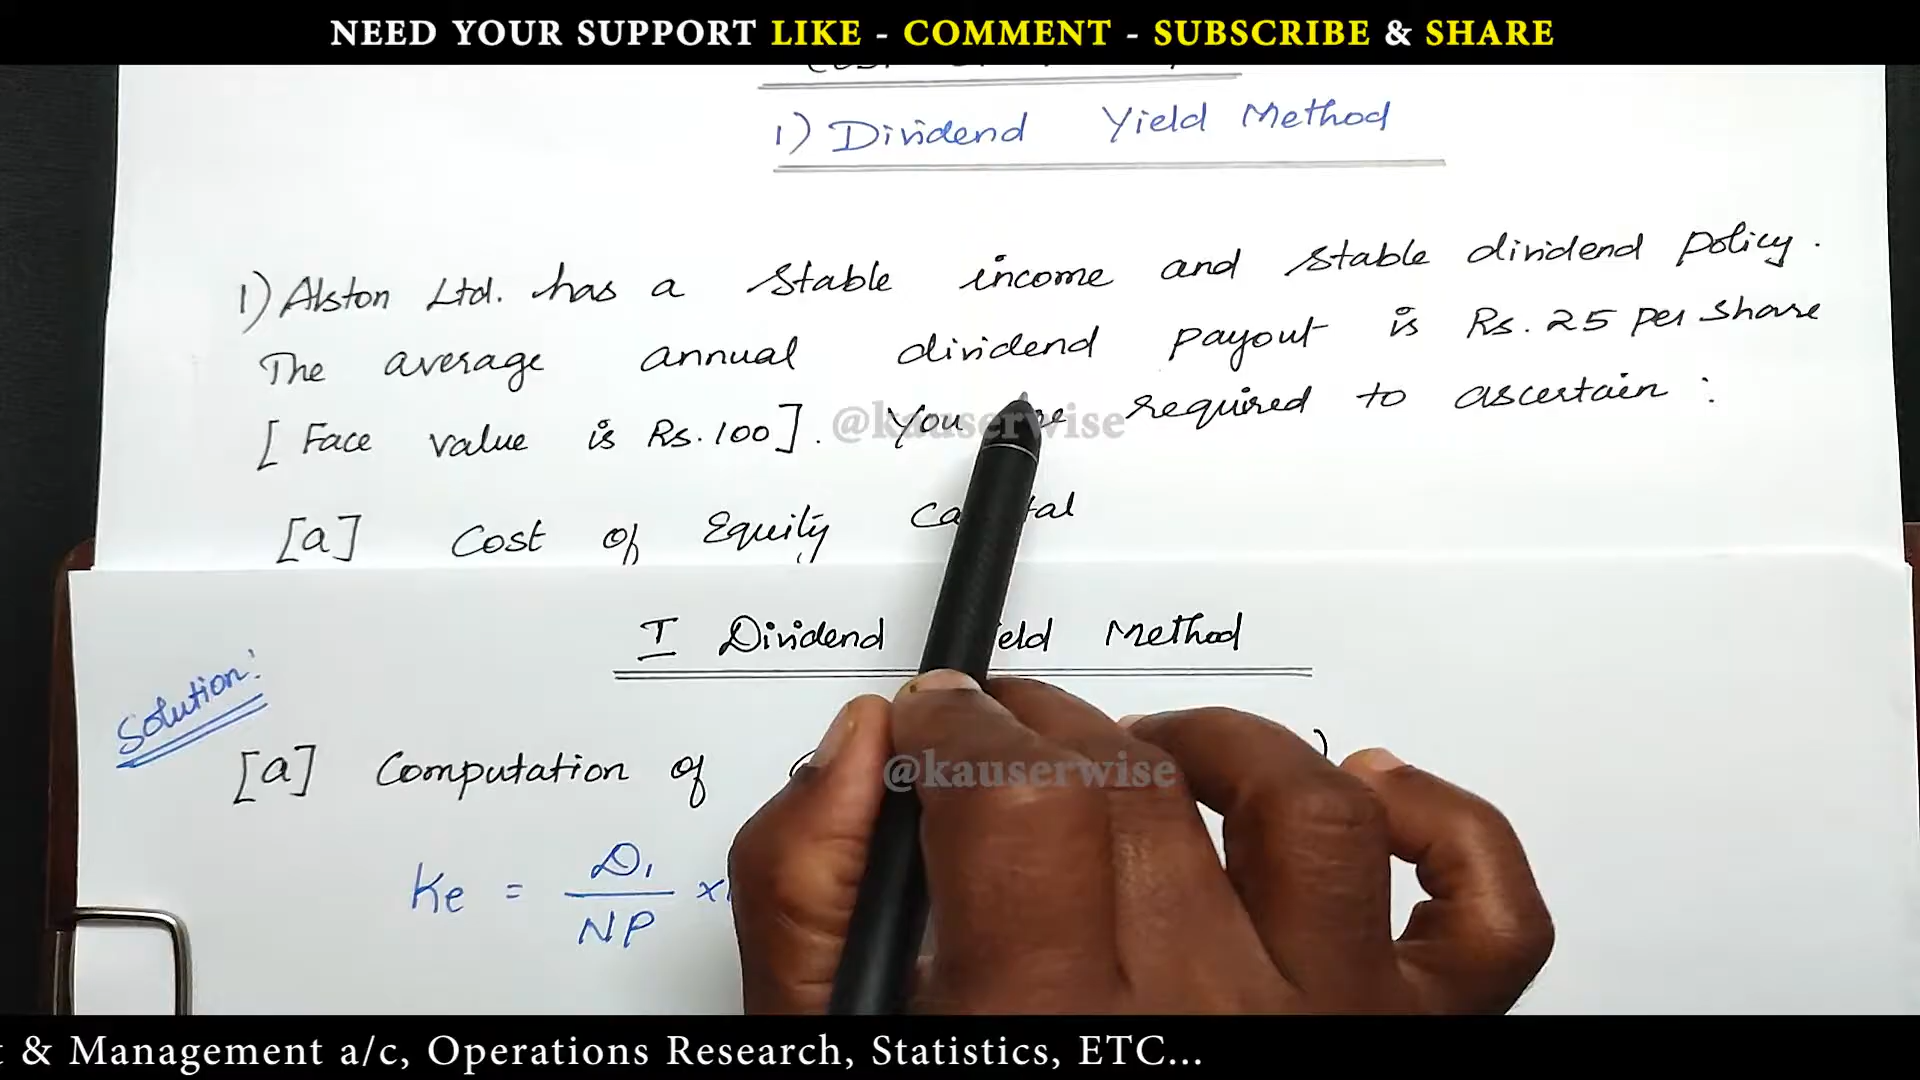 NEED YOUR SUPPORT LIKE - COMMENT - SUBSCRIBE & SHARE
1) Dividend Yield Method
1) Alston Ltd. has a stable income and stable dividend policy.
The average annual dividend payout is Rs. 25 per share
[Face value is Rs. 100]. You required to ascertain :
@kauserwise
[a] Cost of Equity
I Dividend Method
Solution:
[a] Computation of
@kauserwise
Ke = D1 / NP ×
& Management a/c, Operations Research, Statistics, ETC...